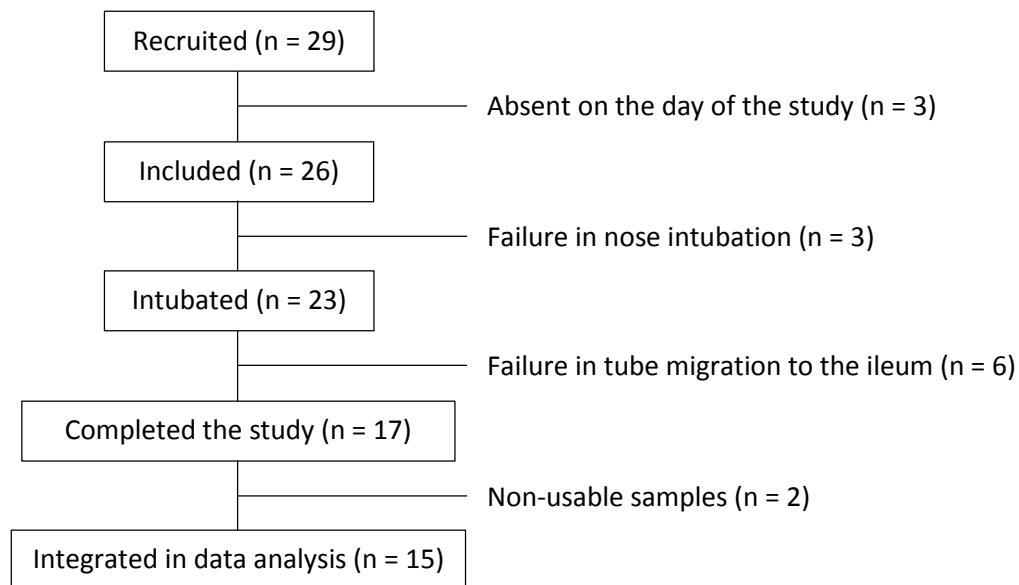 Recruited (n = 29)
Absent on the day of the study (n = 3)
Included (n = 26)
Failure in nose intubation (n = 3)
Intubated (n = 23)
Failure in tube migration to the ileum (n = 6)
Completed the study (n = 17)
Non-usable samples (n = 2)
Integrated in data analysis (n = 15)